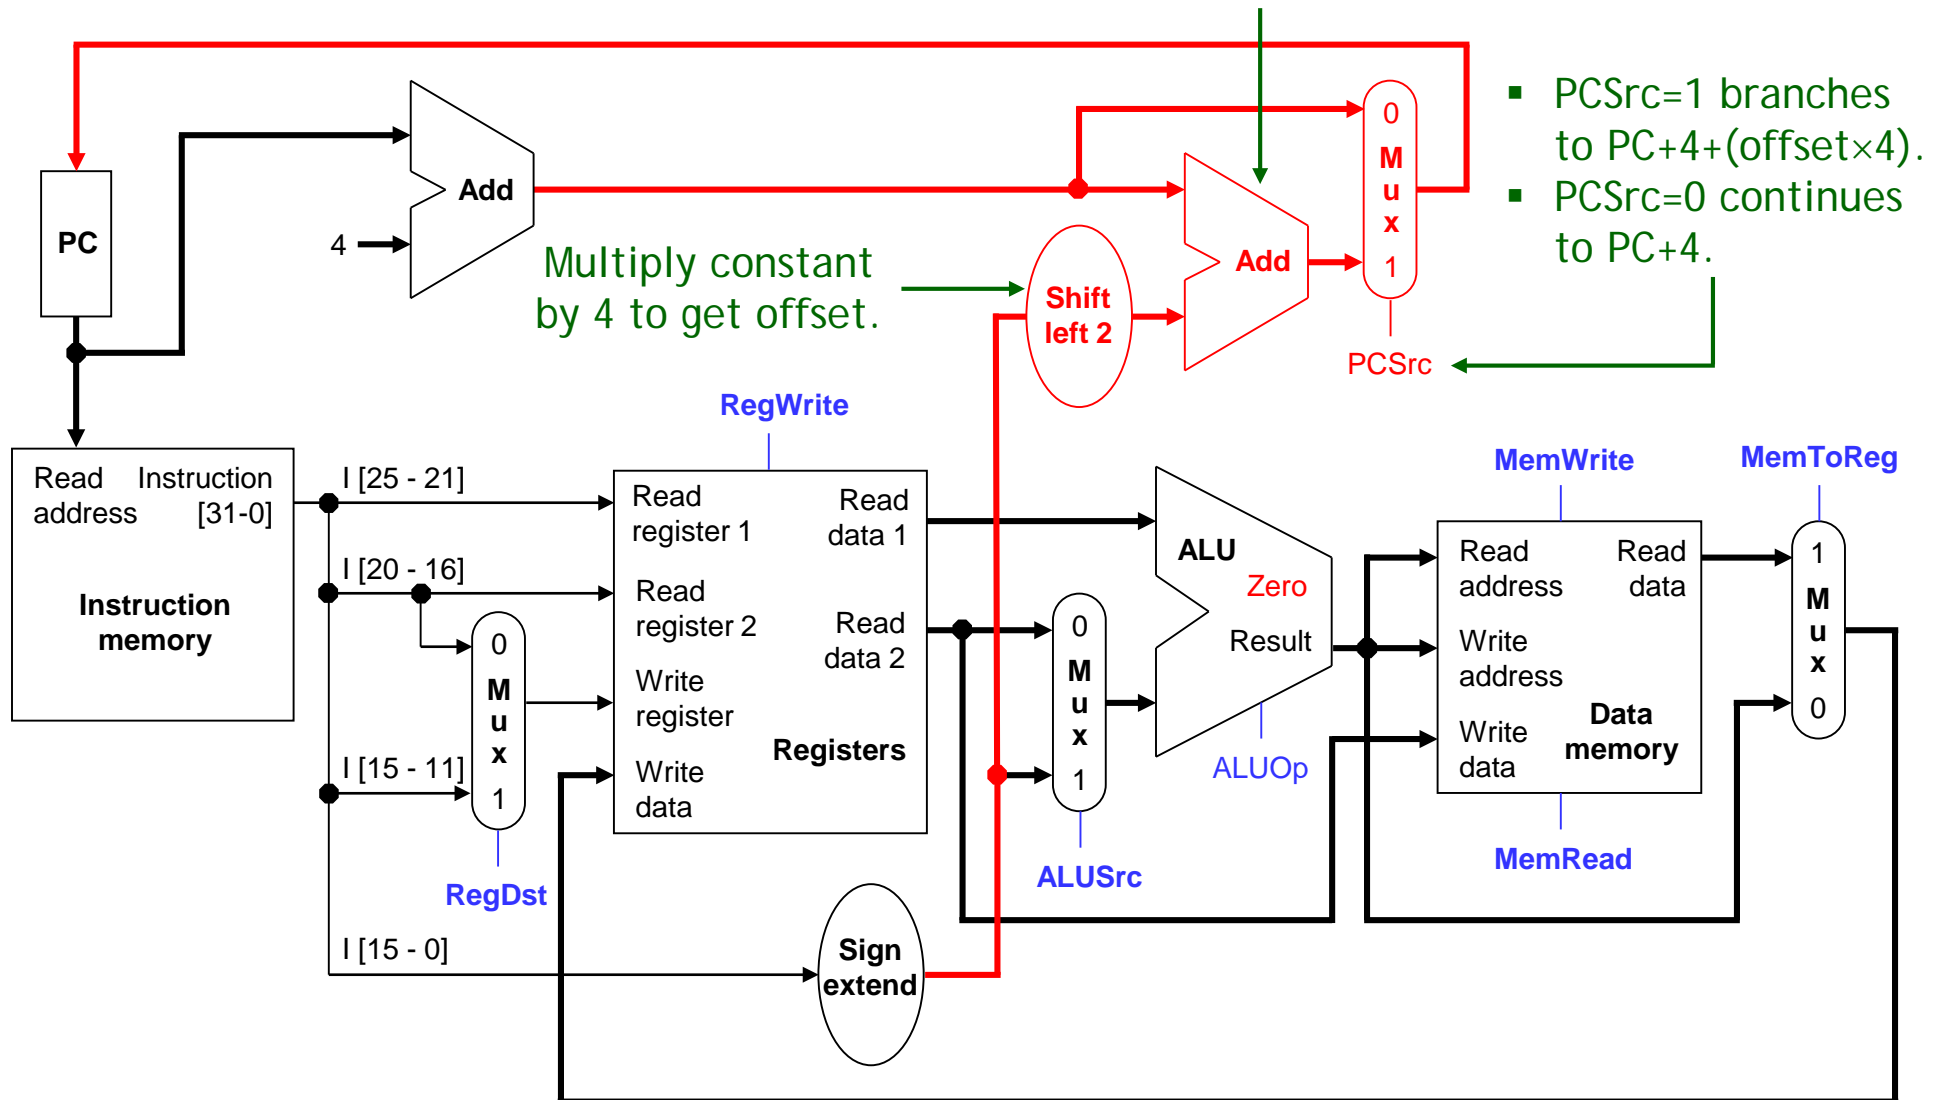 ▪ PCSrc=1 branches
to PC+4+(offset×4).
▪ PCSrc=0 continues
to PC+4.
PC
Add
4
Multiply constant
by 4 to get offset.
Shift
left 2
Add
0
M
u
x
1
PCSrc
RegWrite
MemWrite
MemToReg
Read
address
Instruction
[31-0]
Instruction
memory
I [25 - 21]
I [20 - 16]
I [15 - 11]
I [15 - 0]
0
M
u
x
1
RegDst
Read
register 1
Read
register 2
Write
register
Write
data
Read
data 1
Read
data 2
Registers
Sign
extend
0
M
u
x
1
ALUSrc
ALU
Zero
Result
ALUOp
Read
address
Write
address
Write
data
Read
data
Data
memory
MemRead
1
M
u
x
0